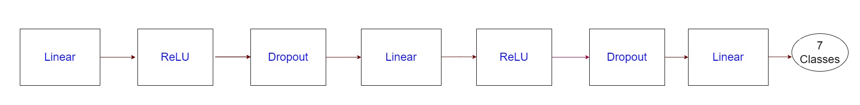 Linear
ReLU
Dropout
Linear
ReLU
Dropout
Linear
7
Classes